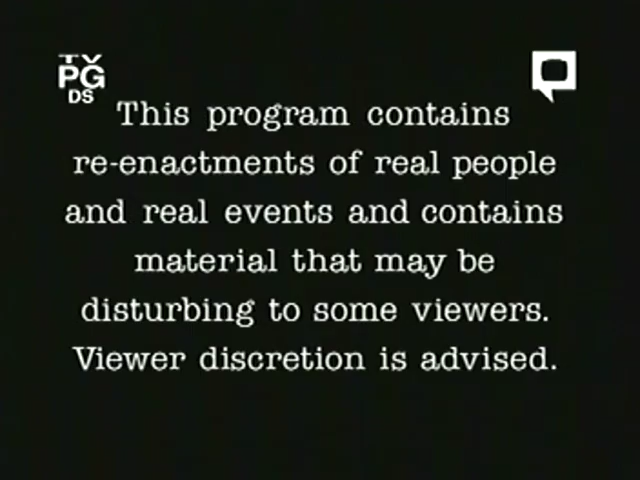 TV
PG
DS
This program contains
re-enactments of real people
and real events and contains
material that may be
disturbing to some viewers.
Viewer discretion is advised.